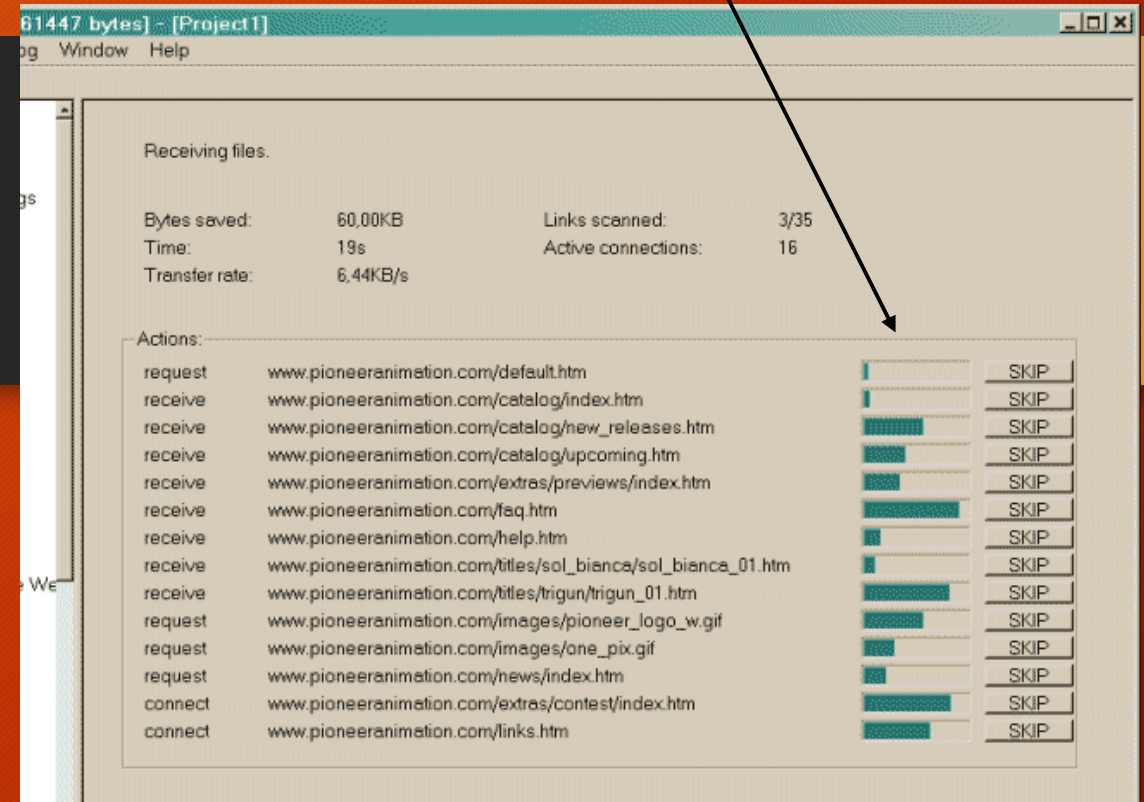 61447 bytes] - [Project1]
og Window Help
gs
e We
Receiving files.
Bytes saved: 60,00KB Links scanned: 3/35
Time: 19s Active connections: 16
Transfer rate: 6,44KB/s
Actions:
request www.pioneeranimation.com/default.htm SKIP
receive www.pioneeranimation.com/catalog/index.htm SKIP
receive www.pioneeranimation.com/catalog/new_releases.htm SKIP
receive www.pioneeranimation.com/catalog/upcoming.htm SKIP
receive www.pioneeranimation.com/extras/previews/index.htm SKIP
receive www.pioneeranimation.com/faq.htm SKIP
receive www.pioneeranimation.com/help.htm SKIP
receive www.pioneeranimation.com/titles/sol_bianca/sol_bianca_01.htm SKIP
receive www.pioneeranimation.com/titles/trigun/trigun_01.htm SKIP
request www.pioneeranimation.com/images/pioneer_logo_w.gif SKIP
request www.pioneeranimation.com/images/one_pix.gif SKIP
request www.pioneeranimation.com/news/index.htm SKIP
connect www.pioneeranimation.com/extras/contest/index.htm SKIP
connect www.pioneeranimation.com/links.htm SKIP